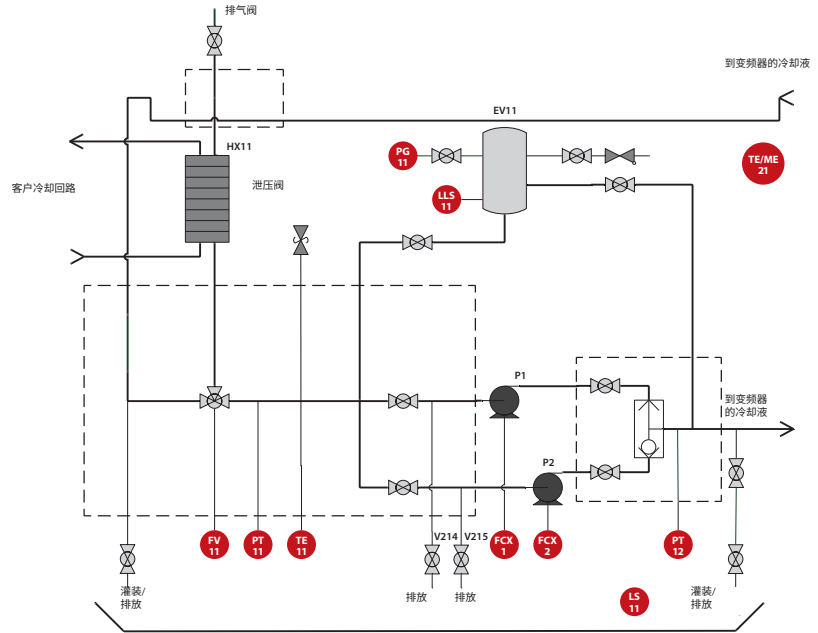 排气阀
到变频器的冷却液
EV11
HX11
PG
11
TE/ME
21
客户冷却回路
泄压阀
LLS
11
P1
到变频器
的冷却液
P2
FV
11
PT
11
TE
11
V214
V215
FCX
1
FCX
2
PT
12
灌装/
排放
排放
排放
LS
11
灌装/
排放